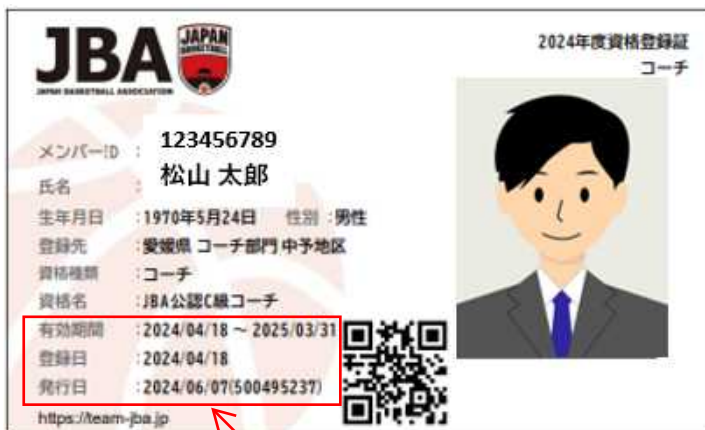 JBA
JAPAN BASKETBALL ASSOCIATION
JAPAN
BASKETBALL
2024年度資格登録証
コーチ
メンバーID : 123456789
氏名 : 松山 太郎
生年月日 : 1970年5月24日 性別 : 男性
登録先 : 愛媛県 コーチ部門 中予地区
資格種類 : コーチ
資格名 : JBA公認C級コーチ
有効期間 : 2024/04/18 ~ 2025/03/31
登録日 : 2024/04/18
発行日 : 2024/06/07(500495237)
https://team-jba.jp